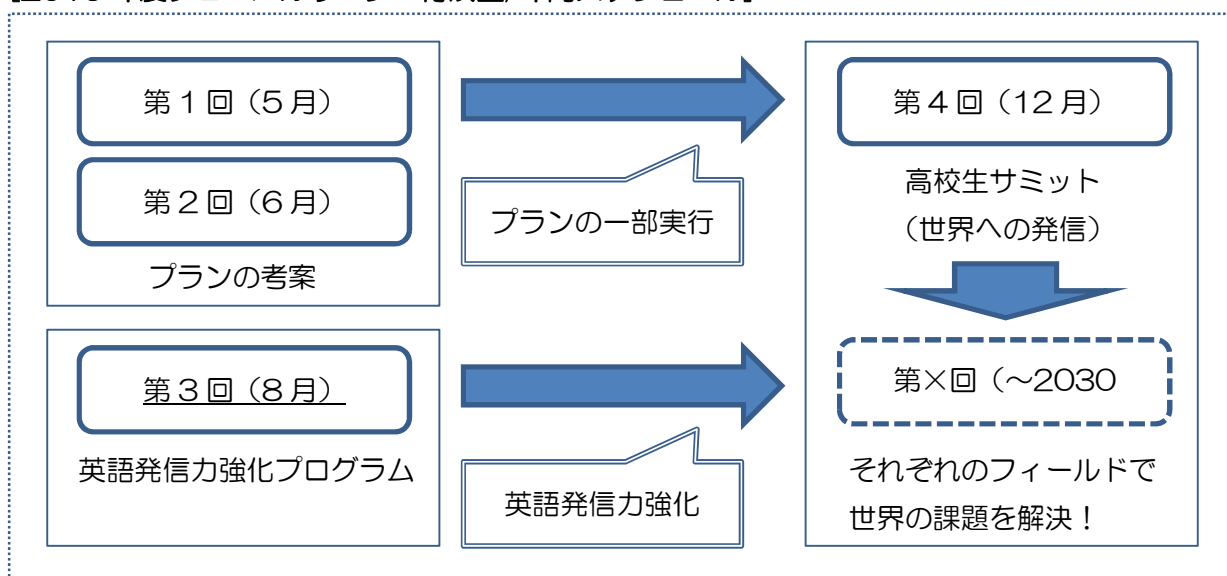 第1回（5月）
第2回（6月）
プランの考案
プランの一部実行
第3回（8月）
英語発信力強化プログラム
英語発信力強化
第4回（12月）
高校生サミット
（世界への発信）
第×回（～2030
それぞれのフィールドで
世界の課題を解決！